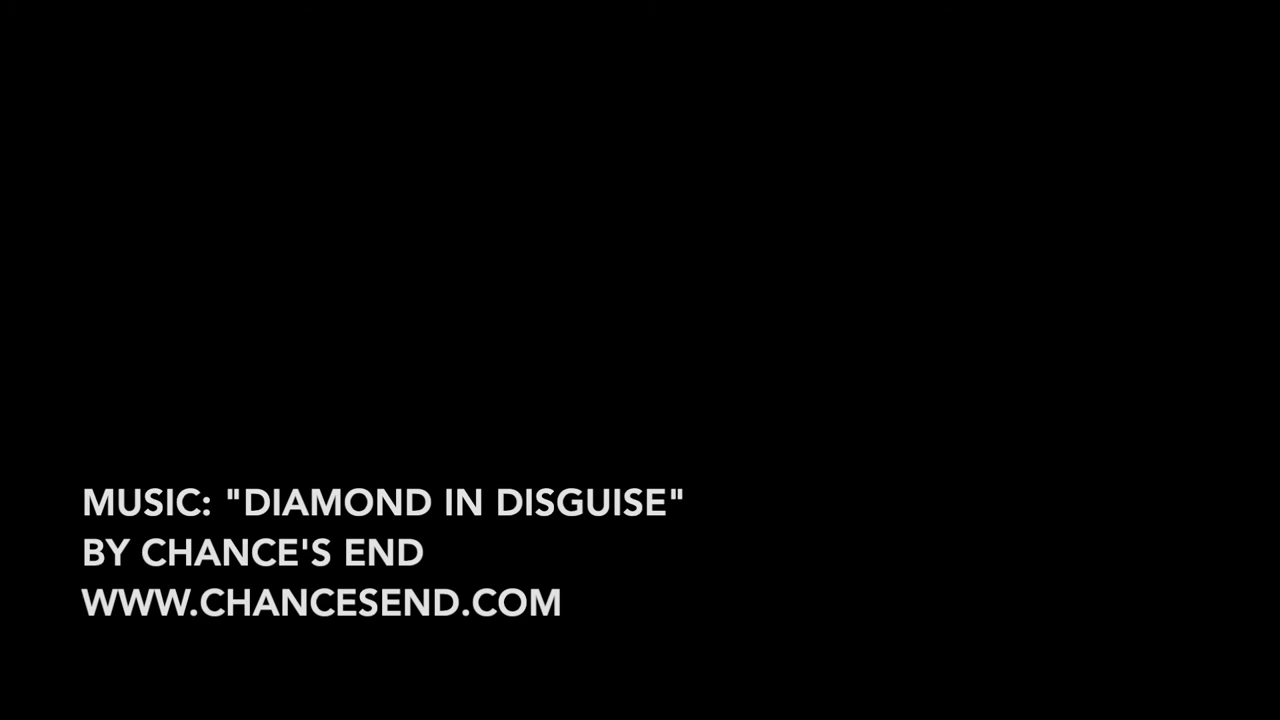 MUSIC: "DIAMOND IN DISGUISE"
BY CHANCE'S END
WWW.CHANCESEND.COM